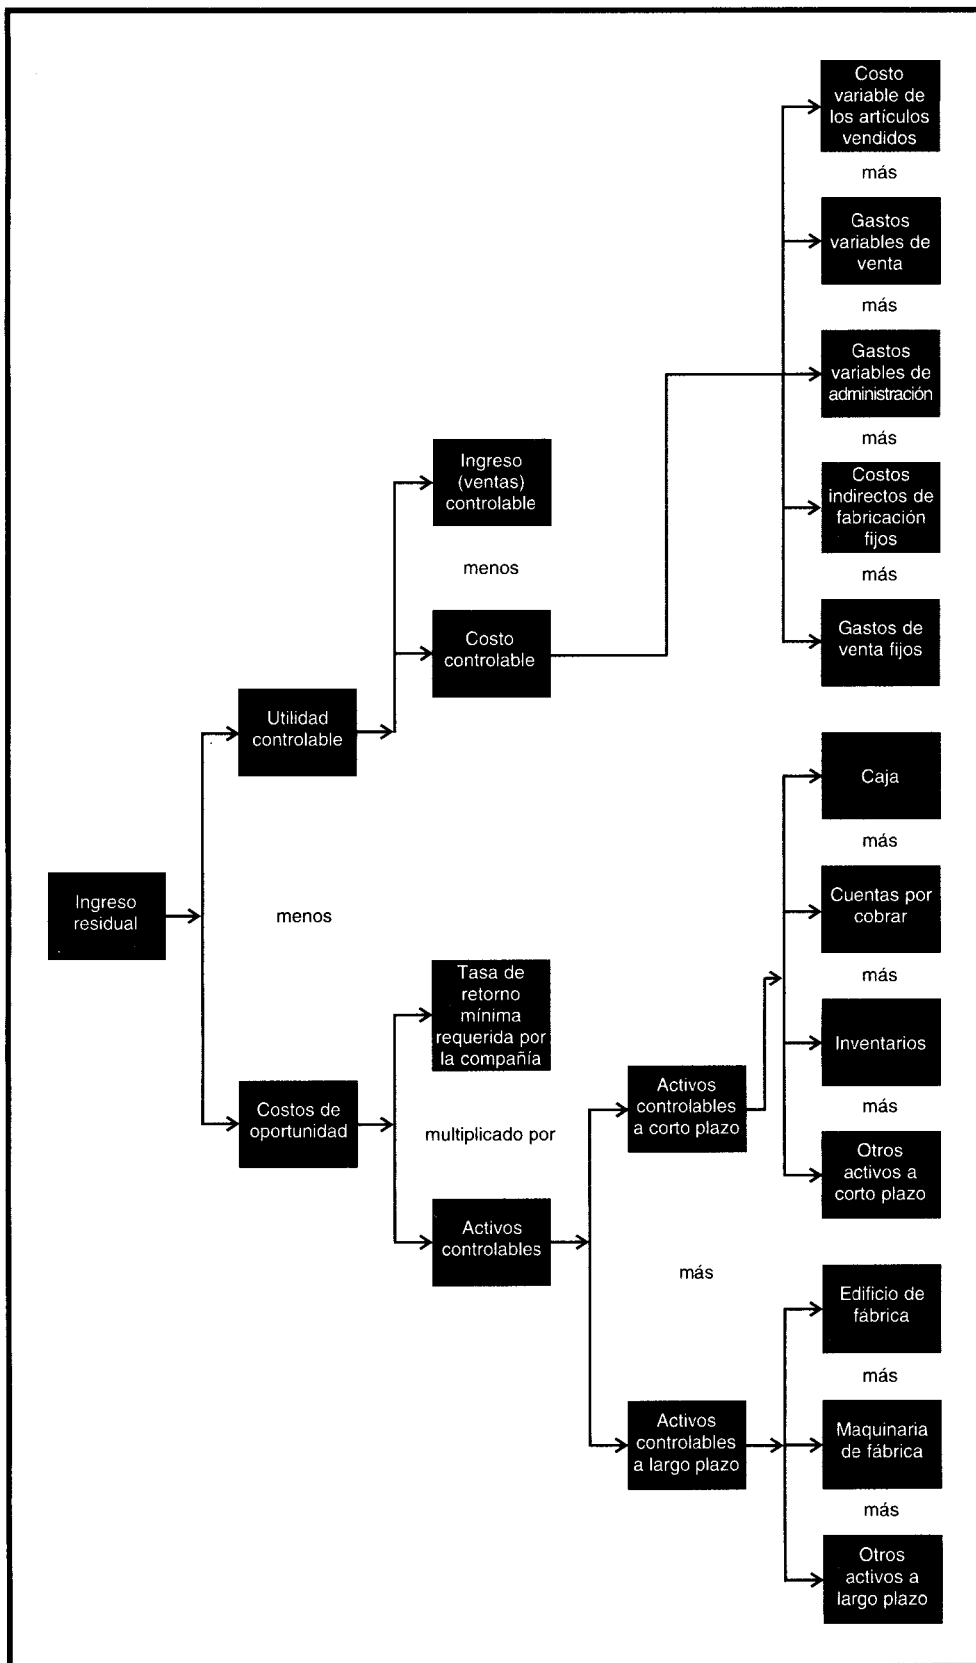 Costo
variable de
los artículos
vendidos
más
Gastos
variables de
venta
más
Gastos
variables de
administración
más
Costos
indirectos de
fabricación
fijos
más
Gastos de
venta fijos
Ingreso
(ventas)
controlable
menos
Costo
controlable
Utilidad
controlable
menos
Ingreso
residual
Costos de
oportunidad
Tasa de
retorno
mínima
requerida por
la compañía
multiplicado por
Activos
controlables
Activos
controlables
a corto plazo
más
Activos
controlables
a largo plazo
Caja
más
Cuentas por
cobrar
más
Inventarios
más
Otros
activos a
corto plazo
Edificio de
fábrica
más
Maquinaria
de fábrica
más
Otros
activos a
largo plazo